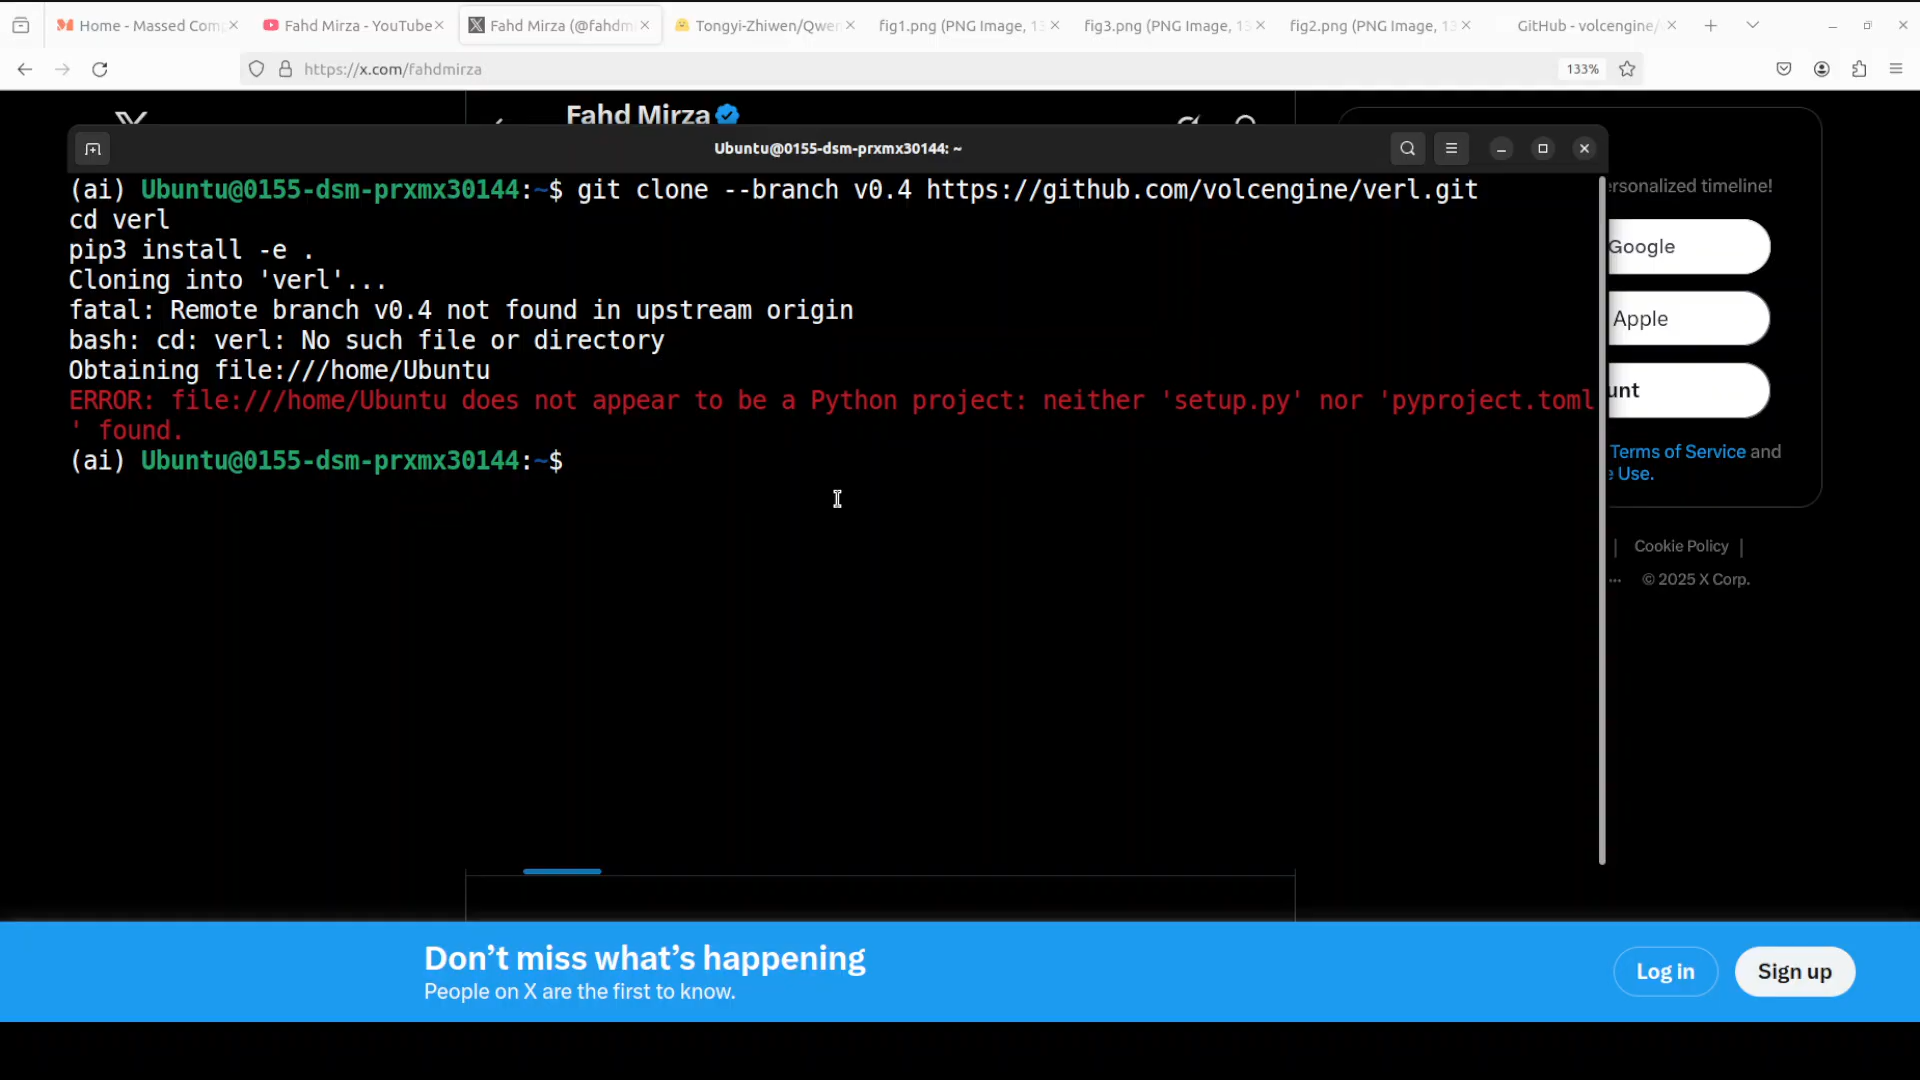 Home - Massed Com
Fahd Mirza - YouTube
Fahd Mirza (@fahdm
Tongyi-Zhiwen/Qwen
fig1.png (PNG Image, 13
fig3.png (PNG Image, 13
fig2.png (PNG Image, 13
GitHub - volcengine/
https://x.com/fahdmirza
133%
Fahd Mirza
Ubuntu@0155-dsm-prxmx30144: ~
(ai) Ubuntu@0155-dsm-prxmx30144:~$ git clone --branch v0.4 https://github.com/volcengine/verl.git
cd verl
pip3 install -e .
Cloning into 'verl'...
fatal: Remote branch v0.4 not found in upstream origin
bash: cd: verl: No such file or directory
Obtaining file:///home/Ubuntu
ERROR: file:///home/Ubuntu does not appear to be a Python project: neither 'setup.py' nor 'pyproject.toml
' found.
(ai) Ubuntu@0155-dsm-prxmx30144:~$
ersonalized timeline!
Google
Apple
unt
Terms of Service and
e Use.
| Cookie Policy |
... © 2025 X Corp.
Don’t miss what’s happening
People on X are the first to know.
Log in
Sign up